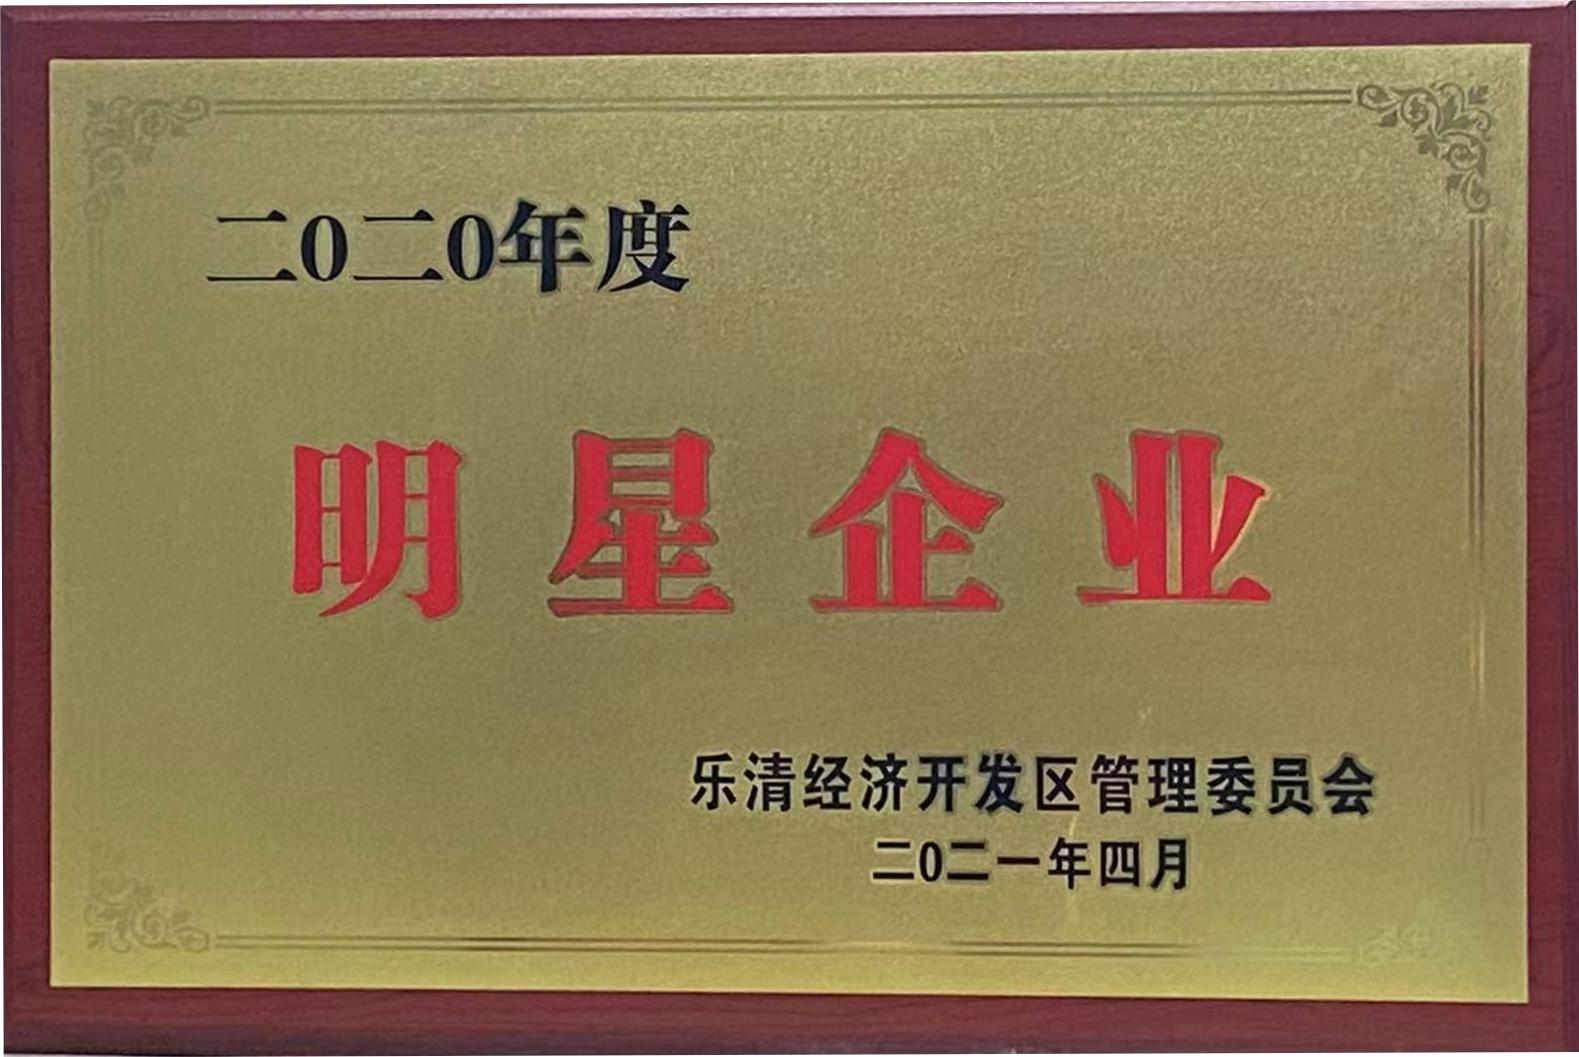 二0二0年度
明星企业
乐清经济开发区管理委员会
二0二一年四月